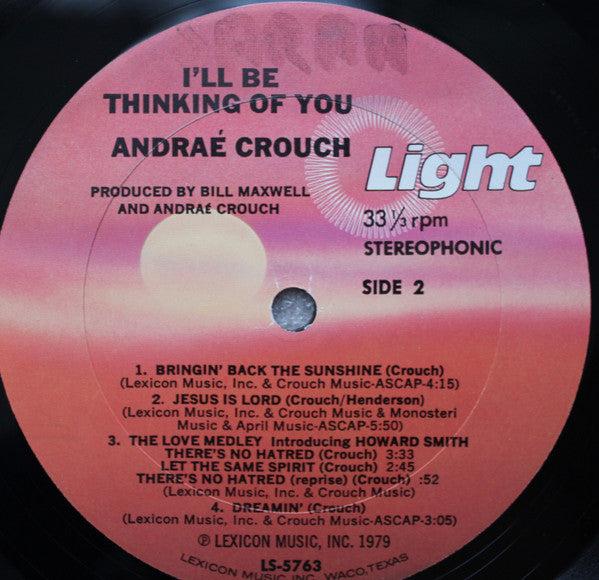 I'LL BE
THINKING OF YOU
ANDRAÉ CROUCH
Light
PRODUCED BY BILL MAXWELL
AND ANDRAé CROUCH
33 1/3 rpm
STEREOPHONIC
SIDE 2
1. BRINGIN' BACK THE SUNSHINE (Crouch)
(Lexicon Music, Inc. & Crouch Music-ASCAP-4:15)
2. JESUS IS LORD (Crouch/Henderson)
(Lexicon Music, Inc. & Crouch Music & Monosteri
Music & April Music-ASCAP-5:50)
3. THE LOVE MEDLEY Introducing HOWARD SMITH
THERE'S NO HATRED (Crouch) 3:33
LET THE SAME SPIRIT (Crouch) 2:45
THERE'S NO HATRED (reprise) (Crouch) :52
(Lexicon Music, Inc. & Crouch Music)
4. DREAMIN' (Crouch)
(Lexicon Music, Inc. & Crouch Music-ASCAP-3:05)
℗ LEXICON MUSIC, INC. 1979
LS-5763
LEXICON MUSIC INC. WACO, TEXAS